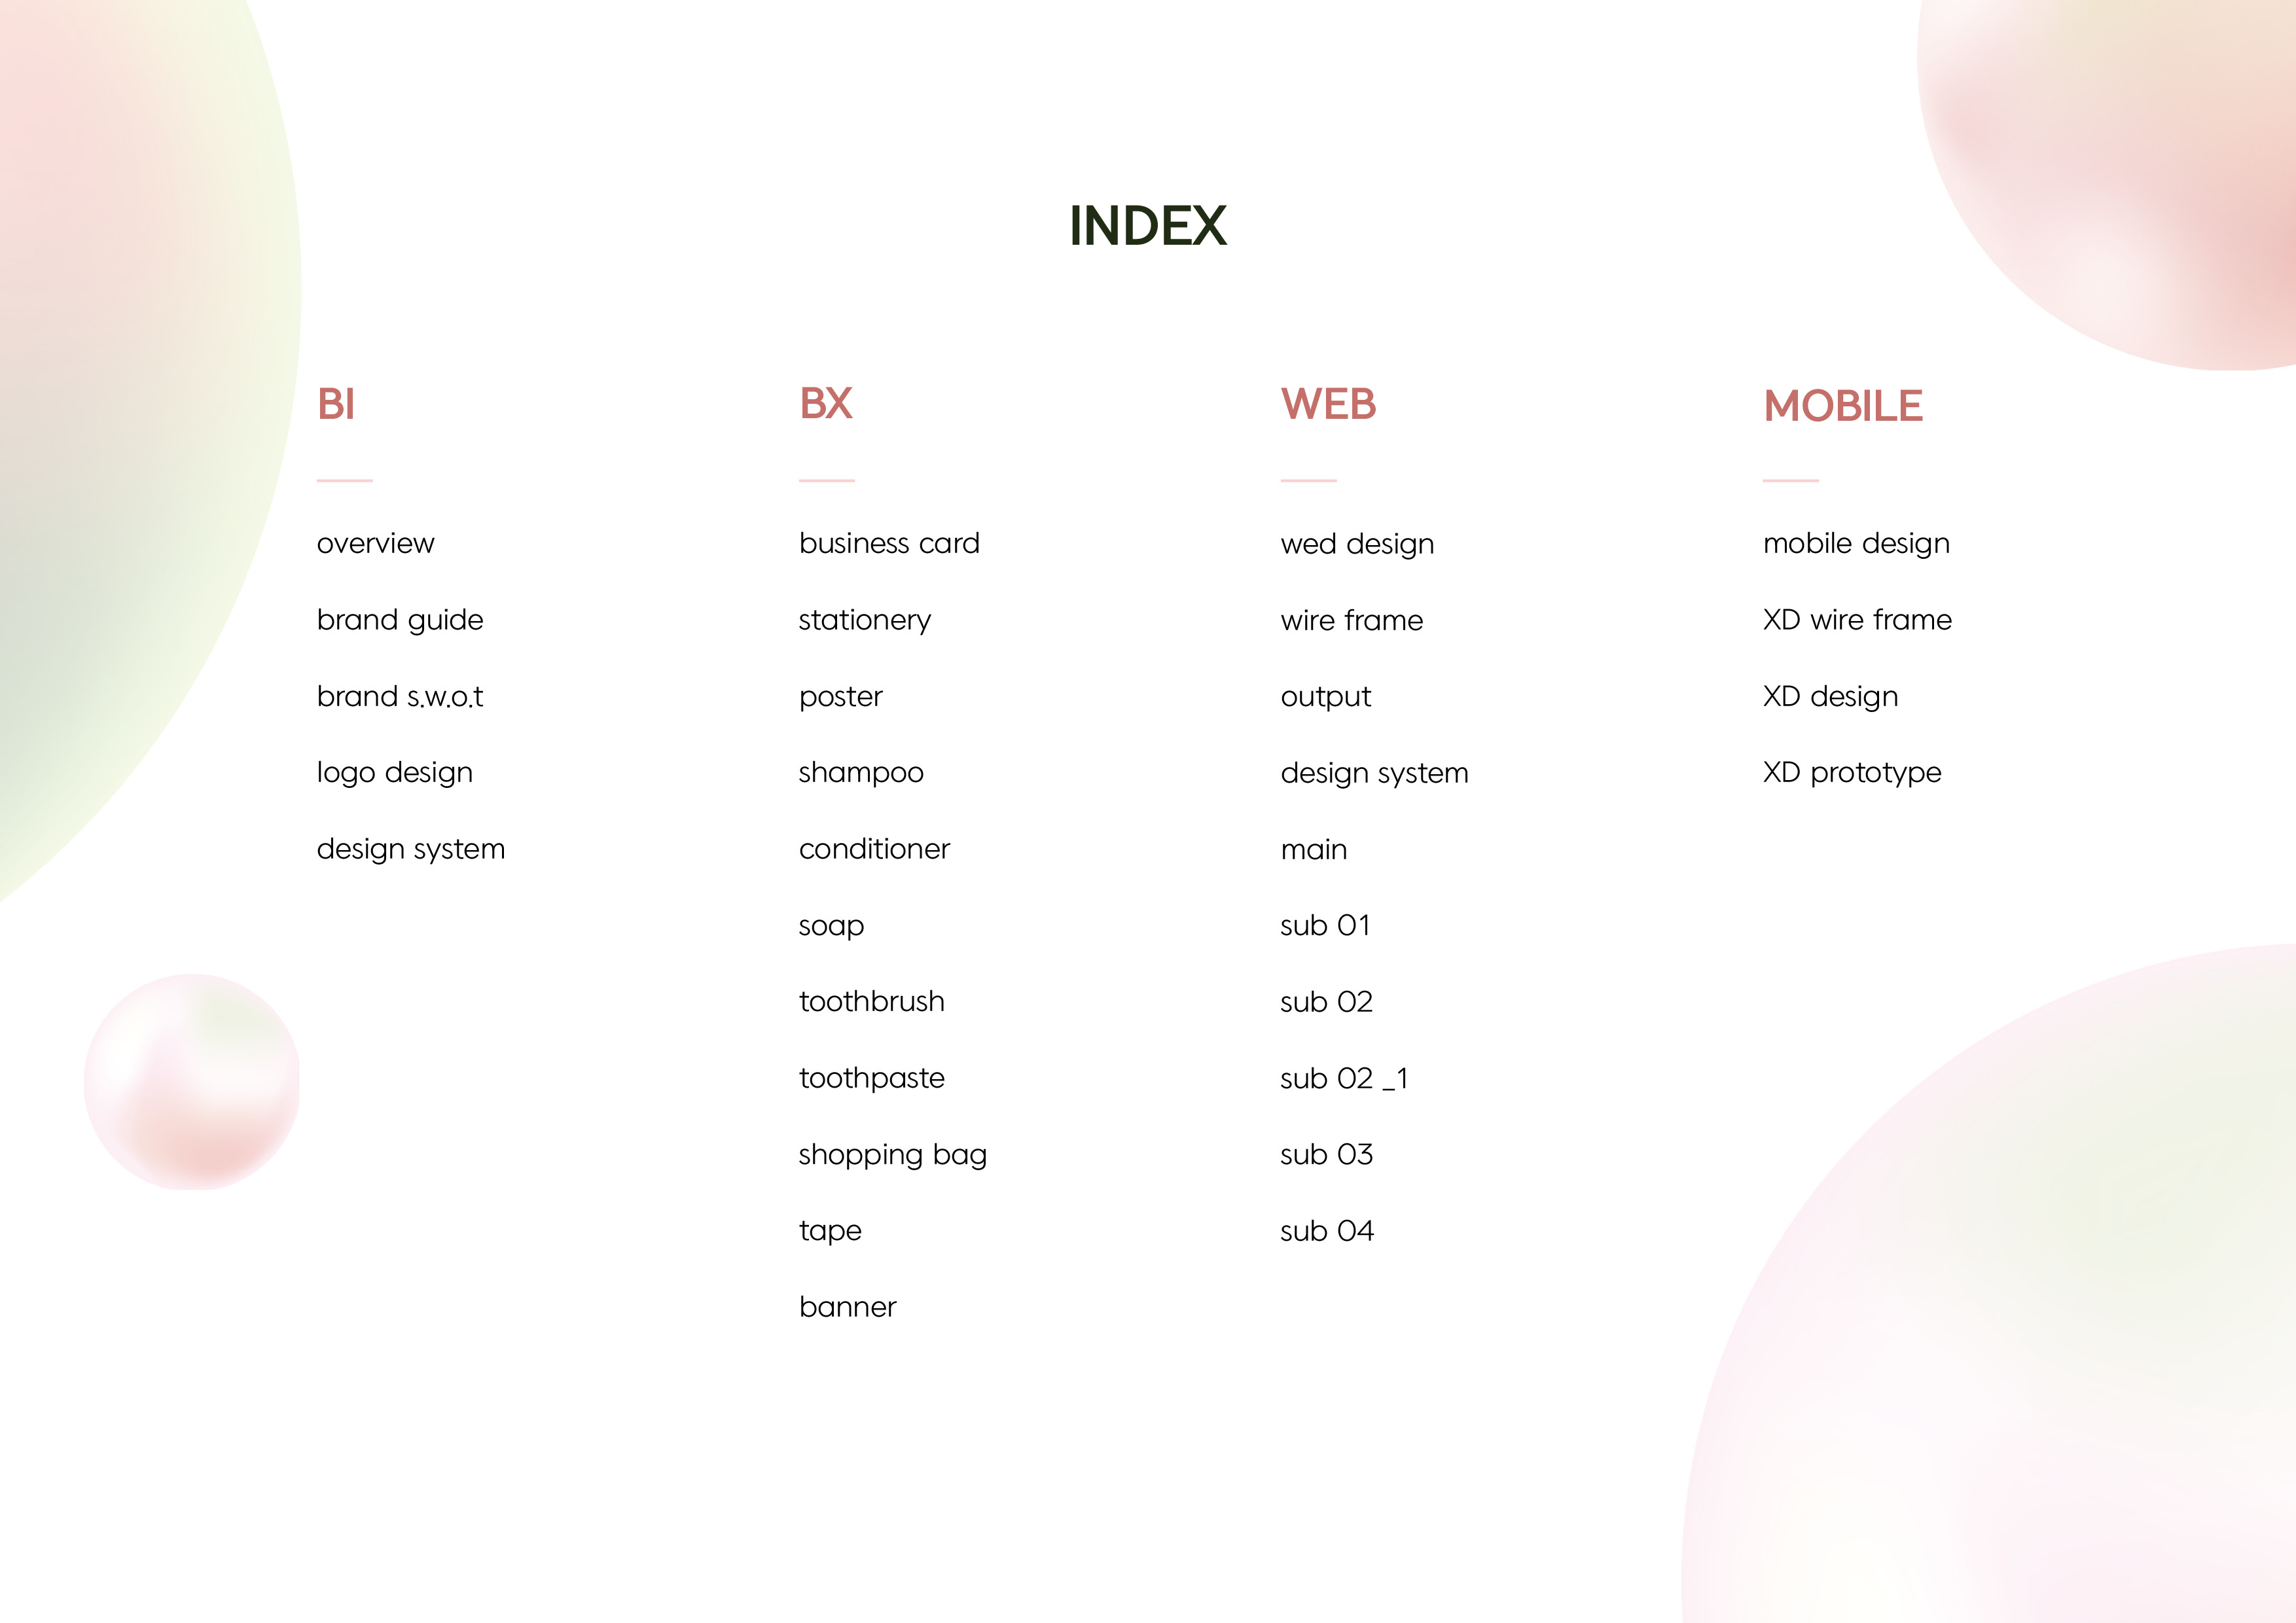 INDEX
BI
overview
brand guide
brand s.w.o.t
logo design
design system
BX
business card
stationery
poster
shampoo
conditioner
soap
toothbrush
toothpaste
shopping bag
tape
banner
WEB
wed design
wire frame
output
design system
main
sub 01
sub 02
sub 02 _1
sub 03
sub 04
MOBILE
mobile design
XD wire frame
XD design
XD prototype